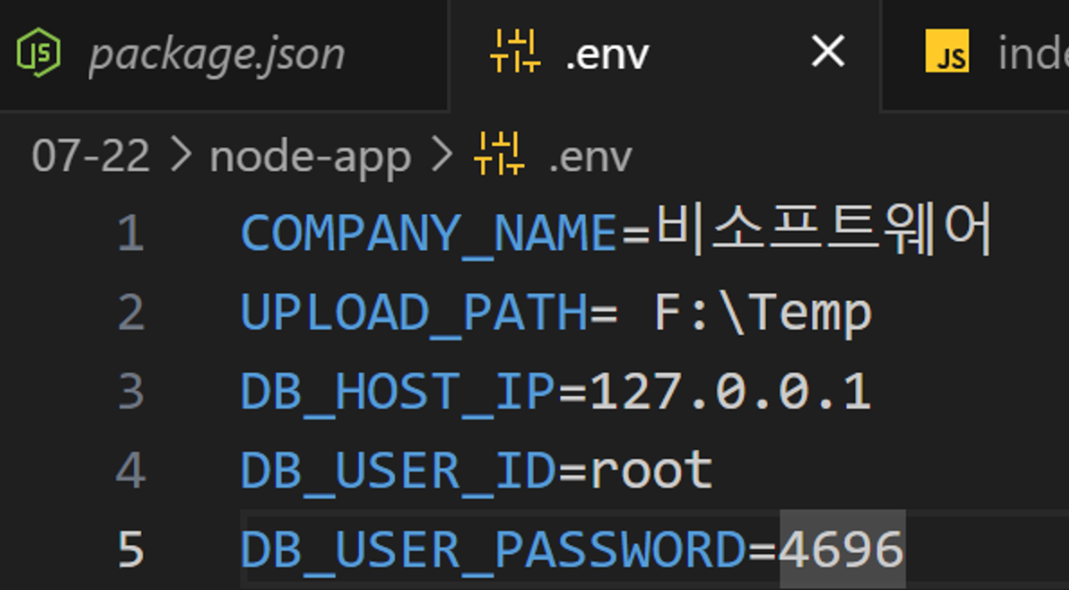 package.json .env × JS
07-22 > node-app > .env
1 COMPANY_NAME=비소프트웨어
2 UPLOAD_PATH= F:\Temp
3 DB_HOST_IP=127.0.0.1
4 DB_USER_ID=root
5 DB_USER_PASSWORD=4696